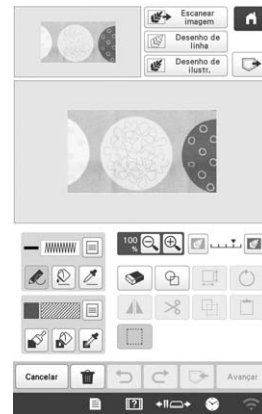 Escanear
imagem
Desenho de
linha
Desenho de
ilustr.
100
%
Cancelar
Avançar